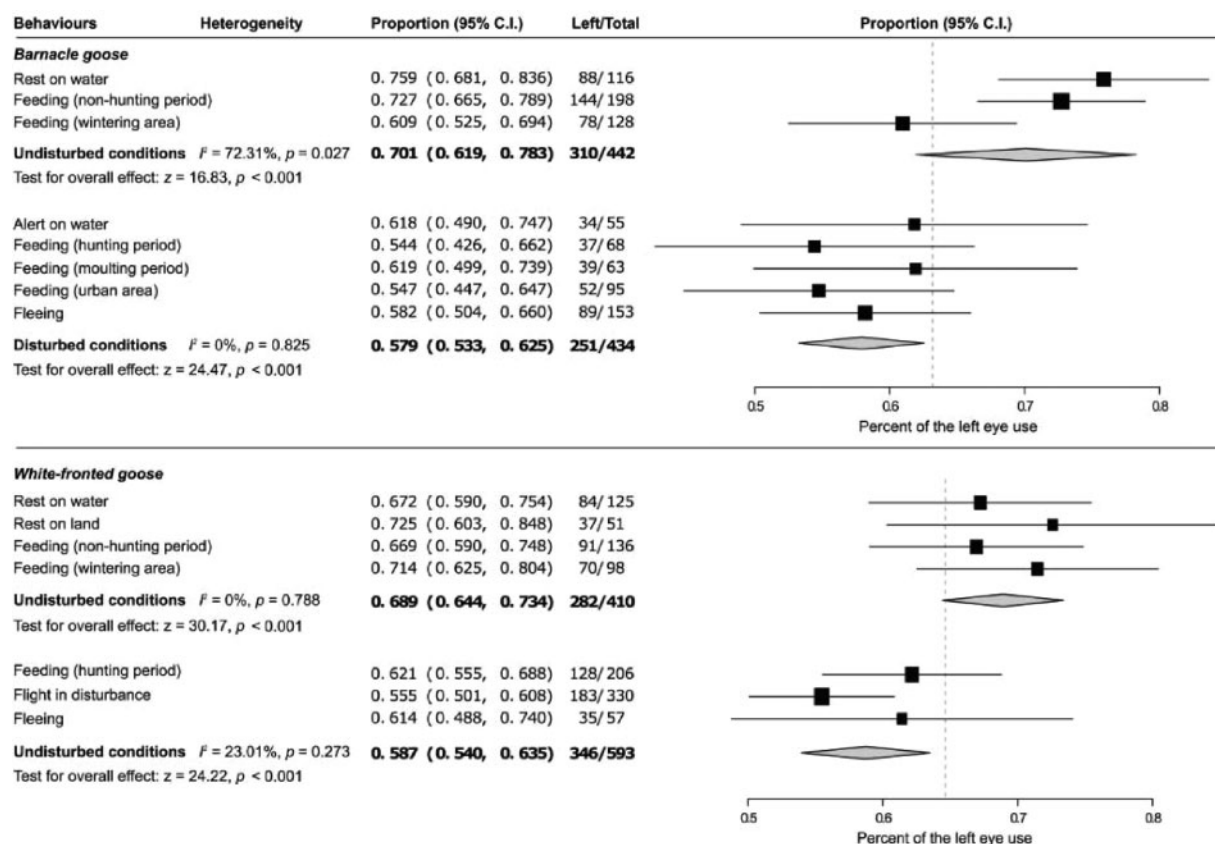 Behaviours Heterogeneity Proportion (95% C.I.) Left/Total Proportion (95% C.I.)
Barnacle goose
Rest on water 0.759 (0.681, 0.836) 88/116
Feeding (non-hunting period) 0.727 (0.665, 0.789) 144/198
Feeding (wintering area) 0.609 (0.525, 0.694) 78/128
Undisturbed conditions I² = 72.31%, p = 0.027 0.701 (0.619, 0.783) 310/442
Test for overall effect: z = 16.83, p < 0.001
Alert on water 0.618 (0.490, 0.747) 34/55
Feeding (hunting period) 0.544 (0.426, 0.662) 37/68
Feeding (moulting period) 0.619 (0.499, 0.739) 39/63
Feeding (urban area) 0.547 (0.447, 0.647) 52/95
Fleeing 0.582 (0.504, 0.660) 89/153
Disturbed conditions I² = 0%, p = 0.825 0.579 (0.533, 0.625) 251/434
Test for overall effect: z = 24.47, p < 0.001
0.5 0.6 0.7 0.8
Percent of the left eye use
White-fronted goose
Rest on water 0.672 (0.590, 0.754) 84/125
Rest on land 0.725 (0.603, 0.848) 37/51
Feeding (non-hunting period) 0.669 (0.590, 0.748) 91/136
Feeding (wintering area) 0.714 (0.625, 0.804) 70/98
Undisturbed conditions I² = 0%, p = 0.788 0.689 (0.644, 0.734) 282/410
Test for overall effect: z = 30.17, p < 0.001
Feeding (hunting period) 0.621 (0.555, 0.688) 128/206
Flight in disturbance 0.555 (0.501, 0.608) 183/330
Fleeing 0.614 (0.488, 0.740) 35/57
Undisturbed conditions I² = 23.01%, p = 0.273 0.587 (0.540, 0.635) 346/593
Test for overall effect: z = 24.22, p < 0.001
0.5 0.6 0.7 0.8
Percent of the left eye use